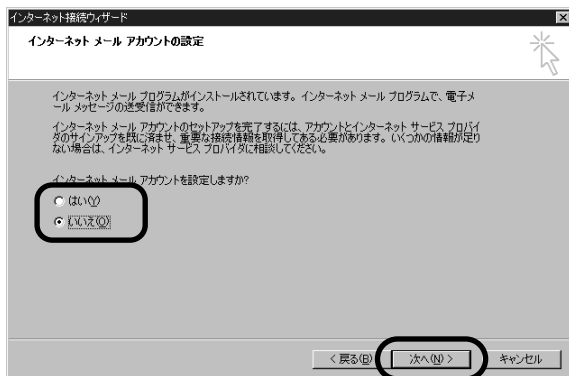 インターネット接続ウィザード
インターネット メール アカウントの設定
インターネット メール プログラムがインストールされています。インターネット メール プログラムで、電子メ
ール メッセージの送受信ができます。
インターネット メール アカウントのセットアップを完了するには、アカウントとインターネット サービス プロバイ
ダのサインアップを既に済ませ、重要な接続情報を取得してある必要があります。いくつかの情報が足り
ない場合は、インターネット サービス プロバイダに相談してください。
インターネット メール アカウントを設定しますか?
はい(Y)
いいえ(O)
< 戻る(B)
次へ(N) >
キャンセル